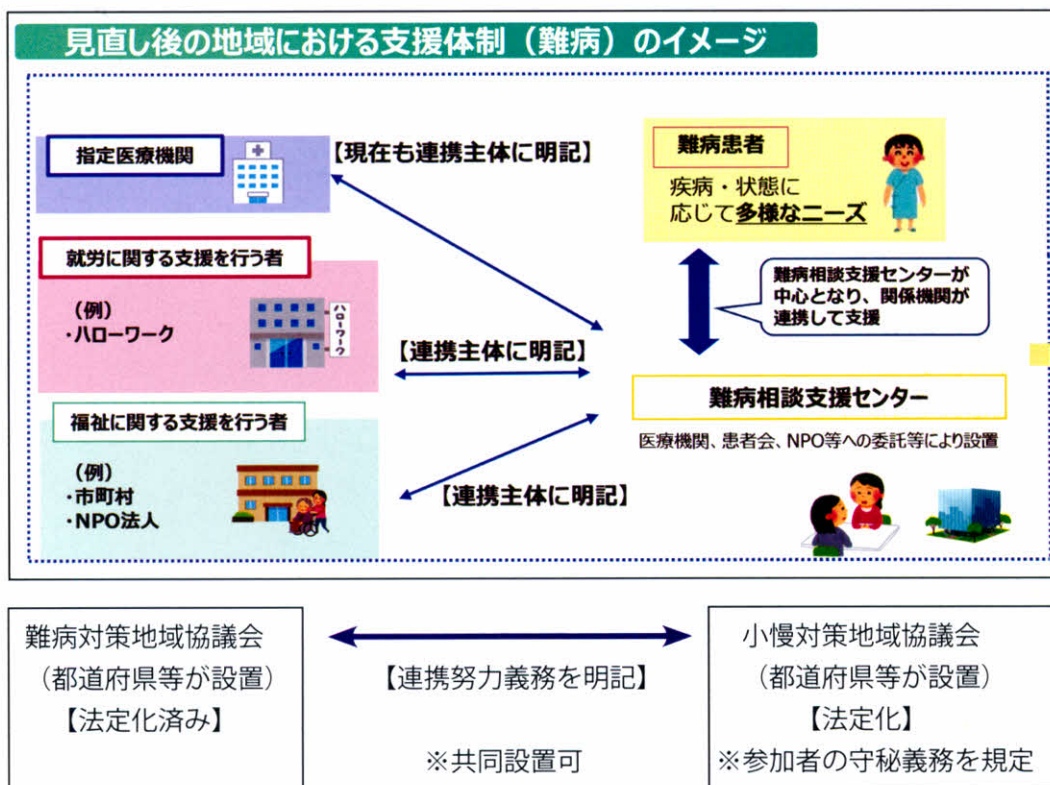 見直し後の地域における支援体制（難病）のイメージ
指定医療機関
【現在も連携主体に明記】
難病患者
疾病・状態に
応じて多様なニーズ
就労に関する支援を行う者
（例）
・ハローワーク
ハローワーク
【連携主体に明記】
難病相談支援センターが
中心となり、関係機関が
連携して支援
福祉に関する支援を行う者
（例）
・市町村
・NPO法人
【連携主体に明記】
難病相談支援センター
医療機関、患者会、NPO等への委託等により設置
難病対策地域協議会
（都道府県等が設置）
【法定化済み】
【連携努力義務を明記】
※共同設置可
小慢対策地域協議会
（都道府県等が設置）
【法定化】
※参加者の守秘義務を規定